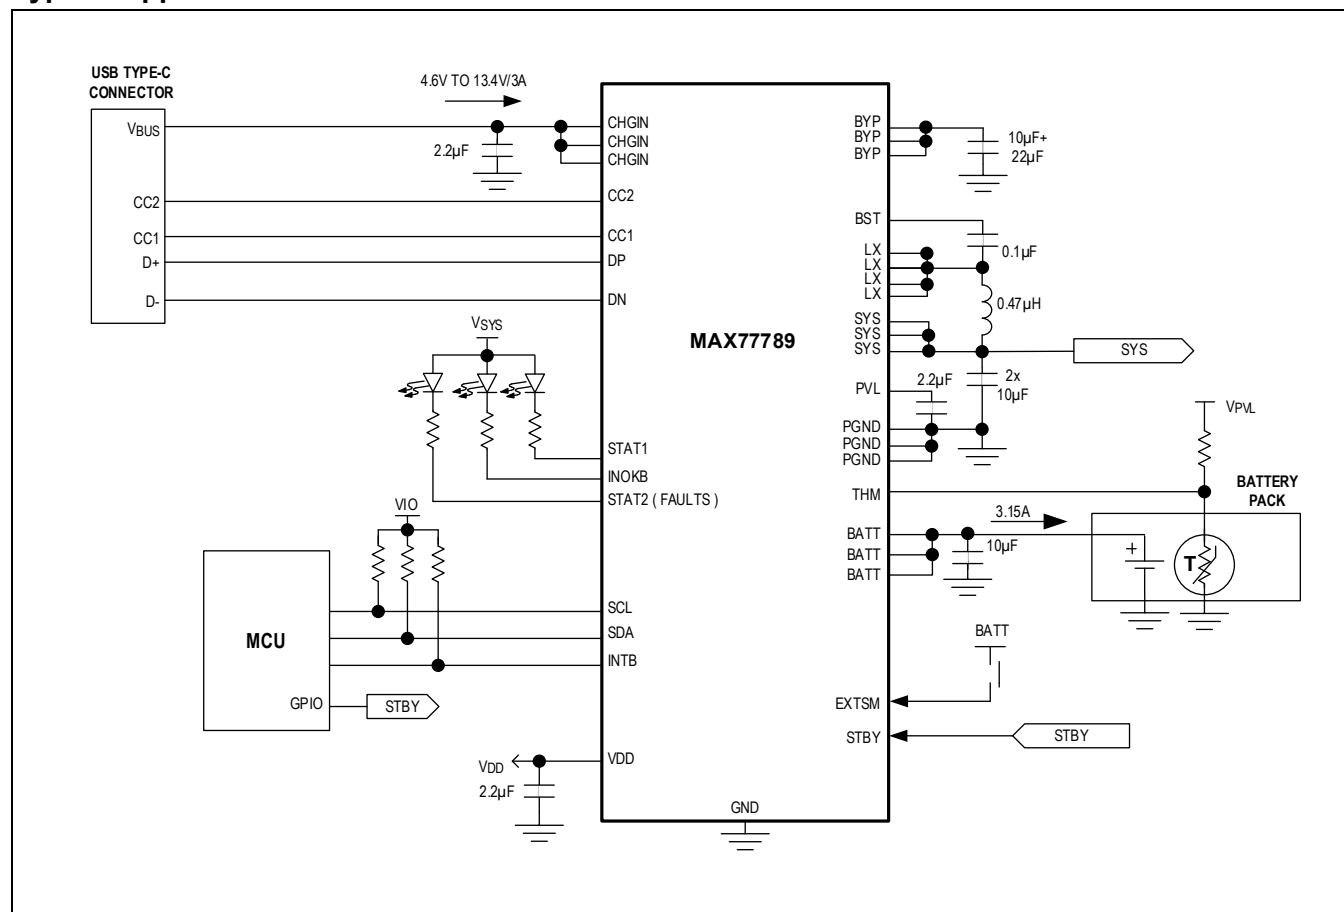 USB TYPE-C
CONNECTOR
VBUS
CC2
CC1
D+
D-
4.6V TO 13.4V/3A
2.2µF
CHGIN
CHGIN
CHGIN
CC2
CC1
DP
DN
VSYS
STAT1
INOKB
STAT2 ( FAULTS )
VIO
MCU
SCL
SDA
INTB
GPIO
STBY
VDD
2.2µF
VDD
GND
MAX77789
BYP
BYP
BYP
10µF+
22µF
BST
0.1µF
LX
LX
LX
LX
0.47µH
SYS
SYS
SYS
SYS
2.2µF
2x
10µF
PVL
PGND
PGND
PGND
VPVL
THM
BATTERY
PACK
3.15A
BATT
BATT
BATT
10µF
+
T
BATT
EXTSM
STBY
STBY